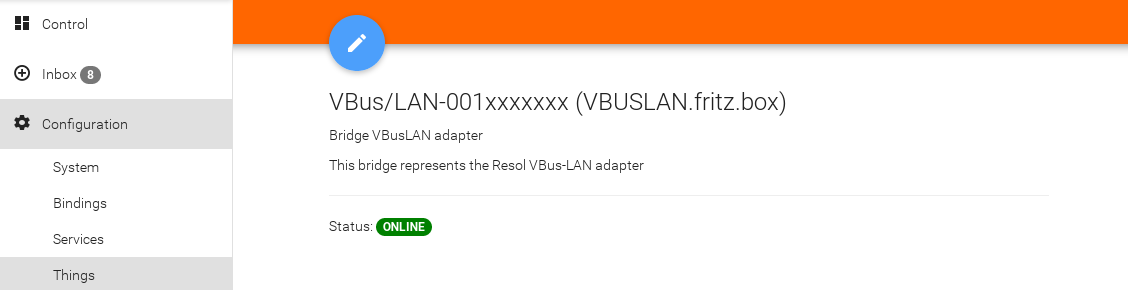 Control
Inbox 8
Configuration
System
Bindings
Services
Things
VBus/LAN-001xxxxxxx (VBUSLAN.fritz.box)
Bridge VBusLAN adapter
This bridge represents the Resol VBus-LAN adapter
Status: ONLINE